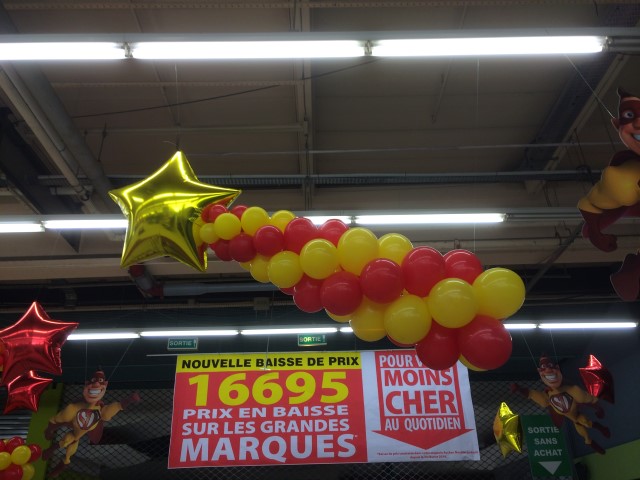 SORTIE
SORTIE
NOUVELLE BAISSE DE PRIX
16695
PRIX EN BAISSE
SUR LES GRANDES
MARQUES
POUR
MOINS
CHER
AU QUOTIDIEN
SORTIE
SANS
ACHAT